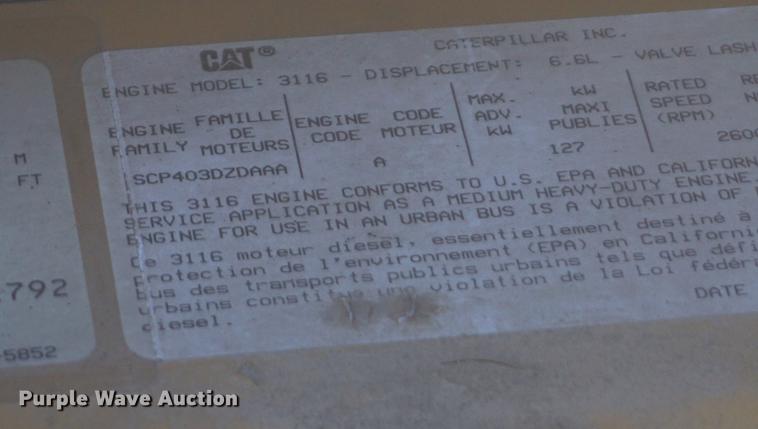 CAT®
CATERPILLAR INC.
ENGINE MODEL: 3116 - DISPLACEMENT: 6.6L - VALVE LASH
ENGINE FAMILLE
DE
FAMILY MOTEURS
SCP403DZDAAA
ENGINE CODE
CODE MOTEUR
A
MAX. kW
ADV. MAXI
kW PUBLIES
127
RATED RE
SPEED N
(RPM)
2600
THIS 3116 ENGINE CONFORMS TO U.S. EPA AND CALIFORN
SERVICE APPLICATION AS A MEDIUM HEAVY-DUTY ENGINE.
ENGINE FOR USE IN AN URBAN BUS IS A VIOLATION OF
Ce 3116 moteur diesel, essentiellement destiné à
protection de l'environnement (EPA) en Californi
bus des transports publics urbains tels que défi
urbains constitue une violation de la Loi fédéra
diesel.
DATE
M
FT
792
-5852
Purple Wave Auction